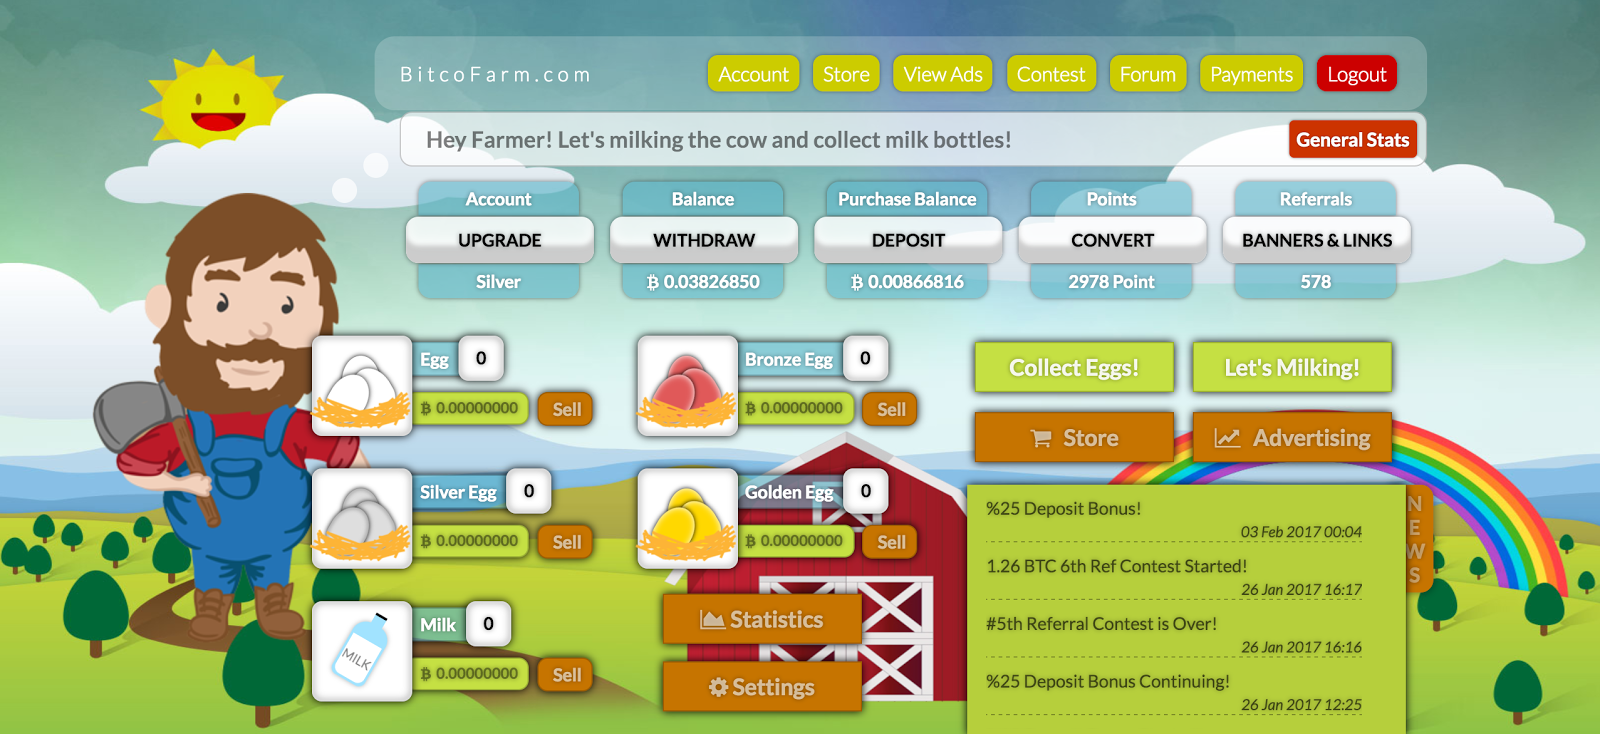 BitcoFarm.com
Account Store View Ads Contest Forum Payments Logout
Hey Farmer! Let's milking the cow and collect milk bottles!
General Stats
Account Balance Purchase Balance Points Referrals
UPGRADE WITHDRAW DEPOSIT CONVERT BANNERS & LINKS
Silver ₿ 0.03826850 ₿ 0.00866816 2978 Point 578
Egg 0
₿ 0.00000000 Sell
Bronze Egg 0
₿ 0.00000000 Sell
Silver Egg 0
₿ 0.00000000 Sell
Golden Egg 0
₿ 0.00000000 Sell
MILK
Milk 0
₿ 0.00000000 Sell
Statistics
Settings
Collect Eggs! Let's Milking!
Store Advertising
%25 Deposit Bonus!
03 Feb 2017 00:04
1.26 BTC 6th Ref Contest Started!
26 Jan 2017 16:17
#5th Referral Contest is Over!
26 Jan 2017 16:16
%25 Deposit Bonus Continuing!
26 Jan 2017 12:25
N
E
W
S